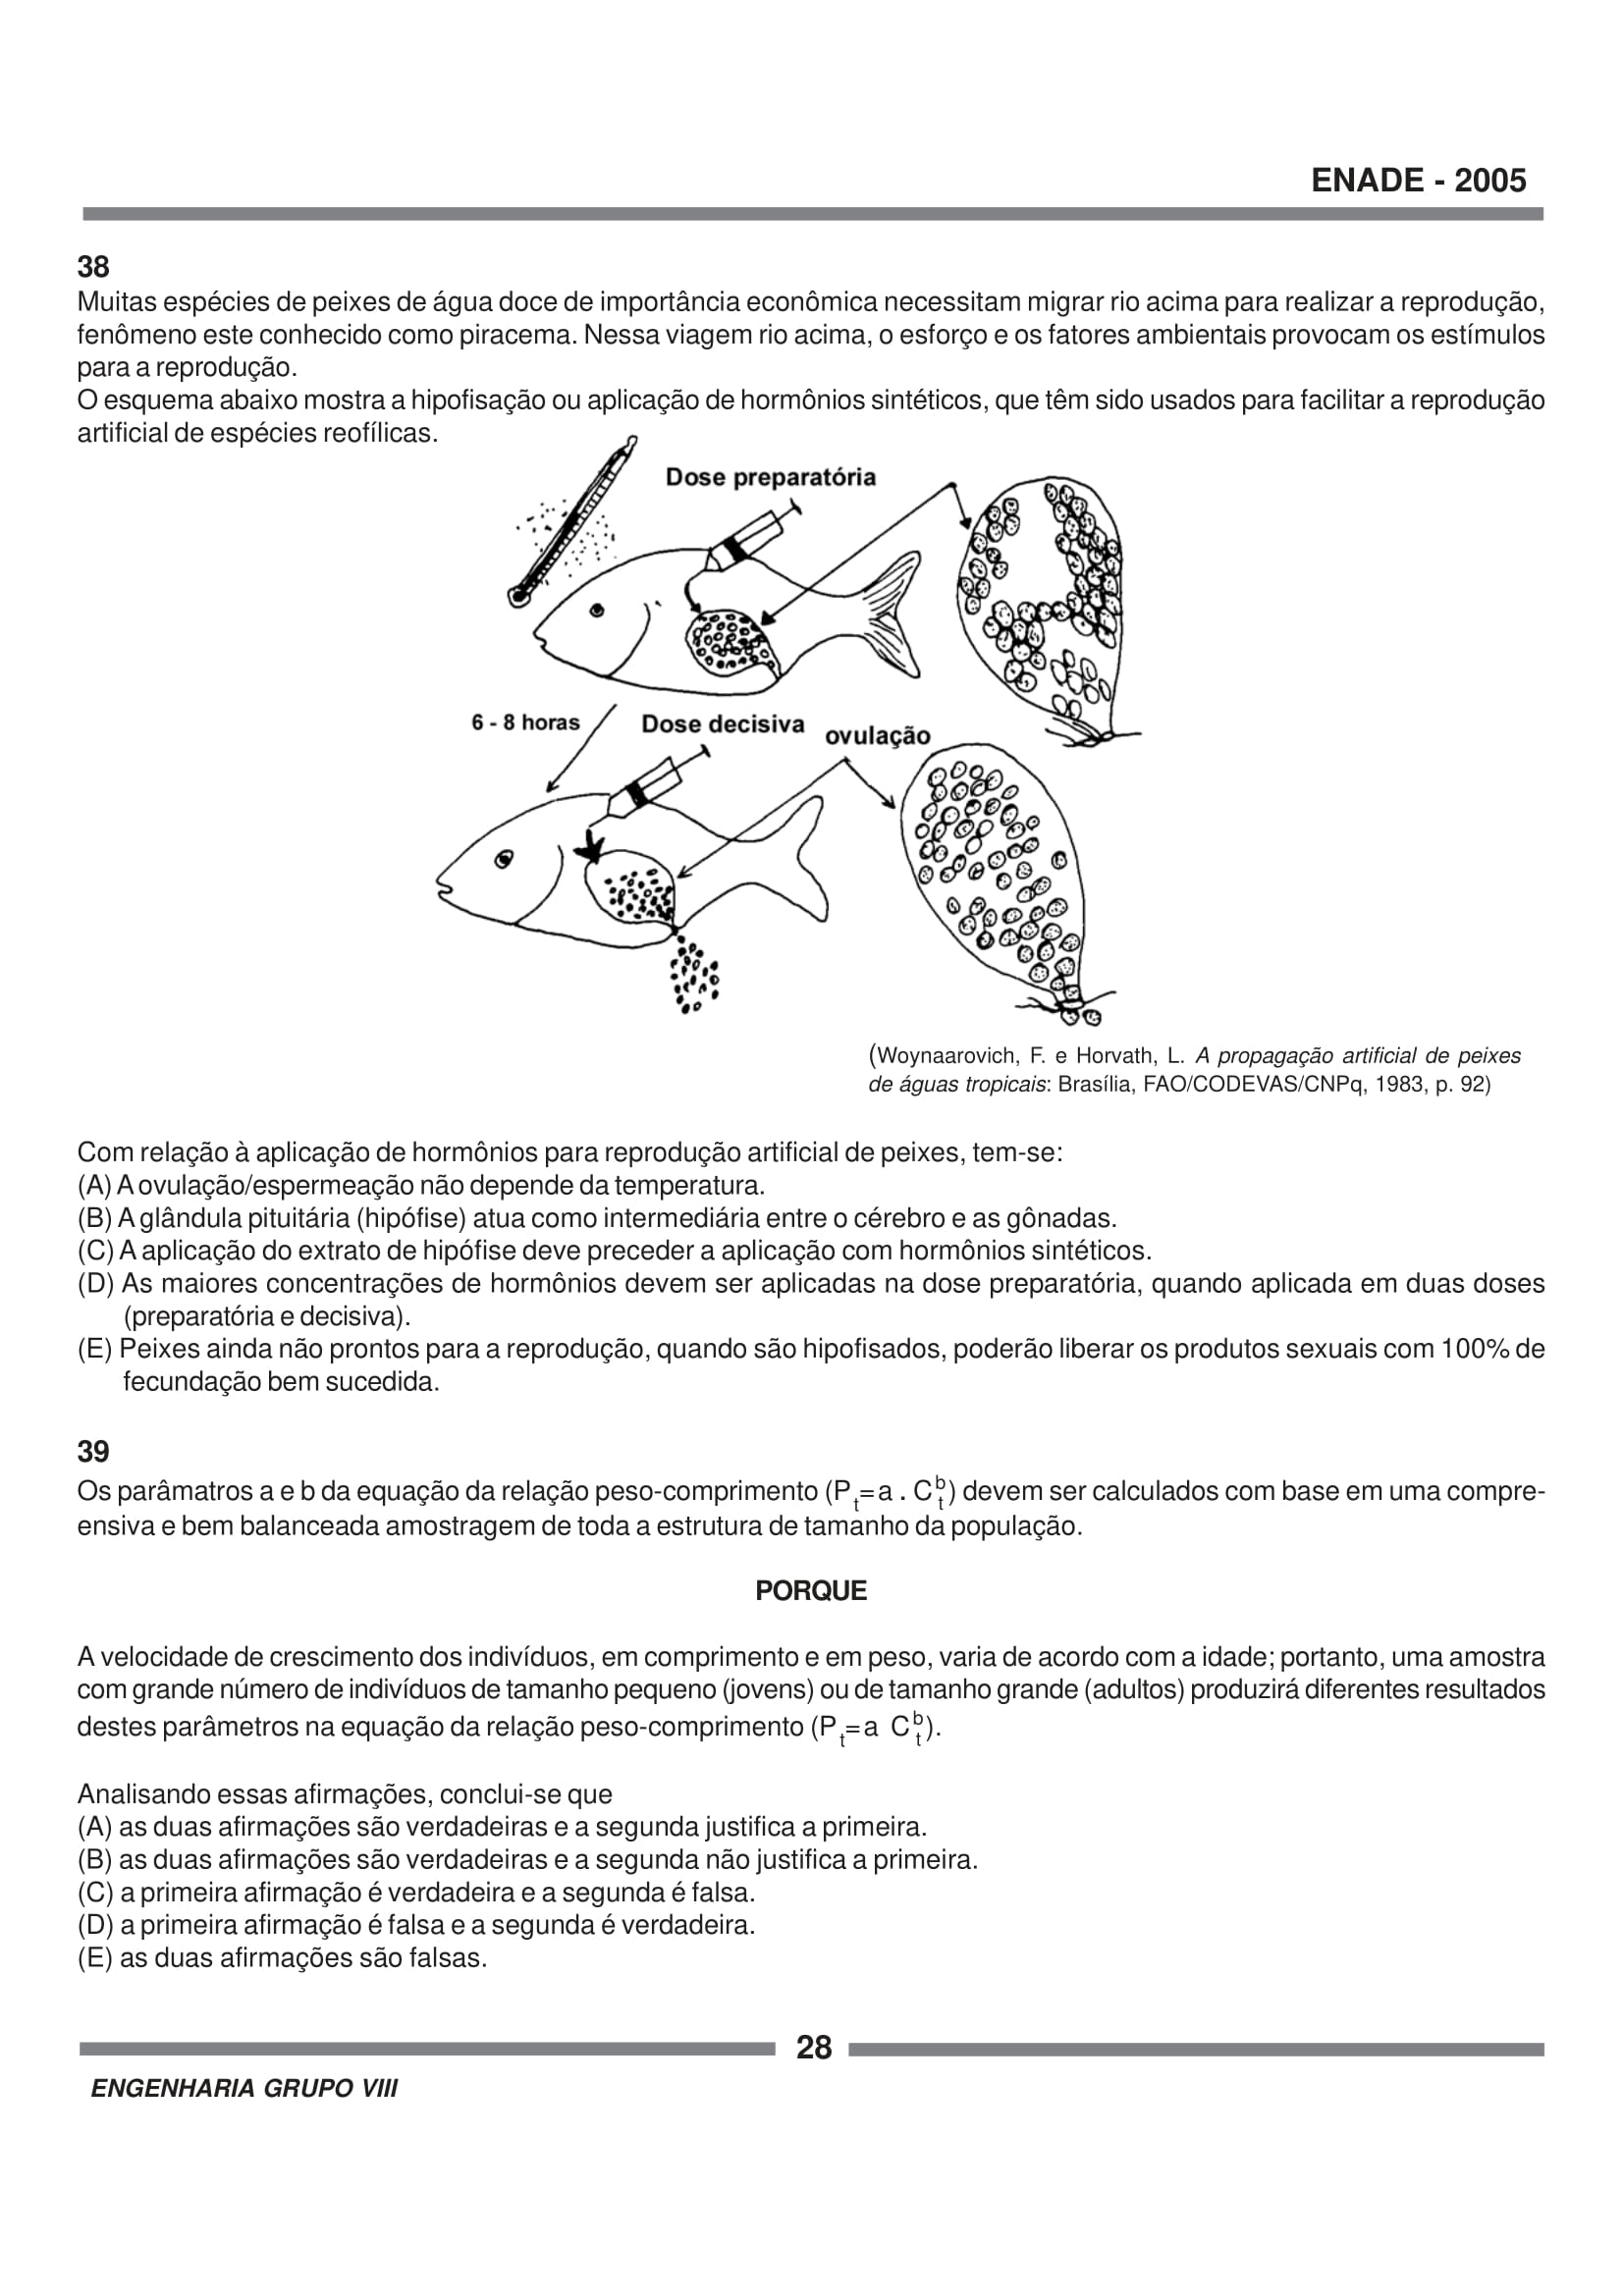 ENADE - 2005
38
Muitas espécies de peixes de água doce de importância econômica necessitam migrar rio acima para realizar a reprodução,
fenômeno este conhecido como piracema. Nessa viagem rio acima, o esforço e os fatores ambientais provocam os estímulos
para a reprodução.
O esquema abaixo mostra a hipofisação ou aplicação de hormônios sintéticos, que têm sido usados para facilitar a reprodução
artificial de espécies reofílicas.
Dose preparatória
6 - 8 horas
Dose decisiva
ovulação
(Woynaarovich, F. e Horvath, L. A propagação artificial de peixes
de águas tropicais: Brasília, FAO/CODEVAS/CNPq, 1983, p. 92)
Com relação à aplicação de hormônios para reprodução artificial de peixes, tem-se:
(A) A ovulação/espermeação não depende da temperatura.
(B) A glândula pituitária (hipófise) atua como intermediária entre o cérebro e as gônadas.
(C) A aplicação do extrato de hipófise deve preceder a aplicação com hormônios sintéticos.
(D) As maiores concentrações de hormônios devem ser aplicadas na dose preparatória, quando aplicada em duas doses
(preparatória e decisiva).
(E) Peixes ainda não prontos para a reprodução, quando são hipofisados, poderão liberar os produtos sexuais com 100% de
fecundação bem sucedida.
39
Os parâmatros a e b da equação da relação peso-comprimento (P_t = a . C_t^b) devem ser calculados com base em uma compre-
ensiva e bem balanceada amostragem de toda a estrutura de tamanho da população.
PORQUE
A velocidade de crescimento dos indivíduos, em comprimento e em peso, varia de acordo com a idade; portanto, uma amostra
com grande número de indivíduos de tamanho pequeno (jovens) ou de tamanho grande (adultos) produzirá diferentes resultados
destes parâmetros na equação da relação peso-comprimento (P_t = a C_t^b).
Analisando essas afirmações, conclui-se que
(A) as duas afirmações são verdadeiras e a segunda justifica a primeira.
(B) as duas afirmações são verdadeiras e a segunda não justifica a primeira.
(C) a primeira afirmação é verdadeira e a segunda é falsa.
(D) a primeira afirmação é falsa e a segunda é verdadeira.
(E) as duas afirmações são falsas.
28
ENGENHARIA GRUPO VIII